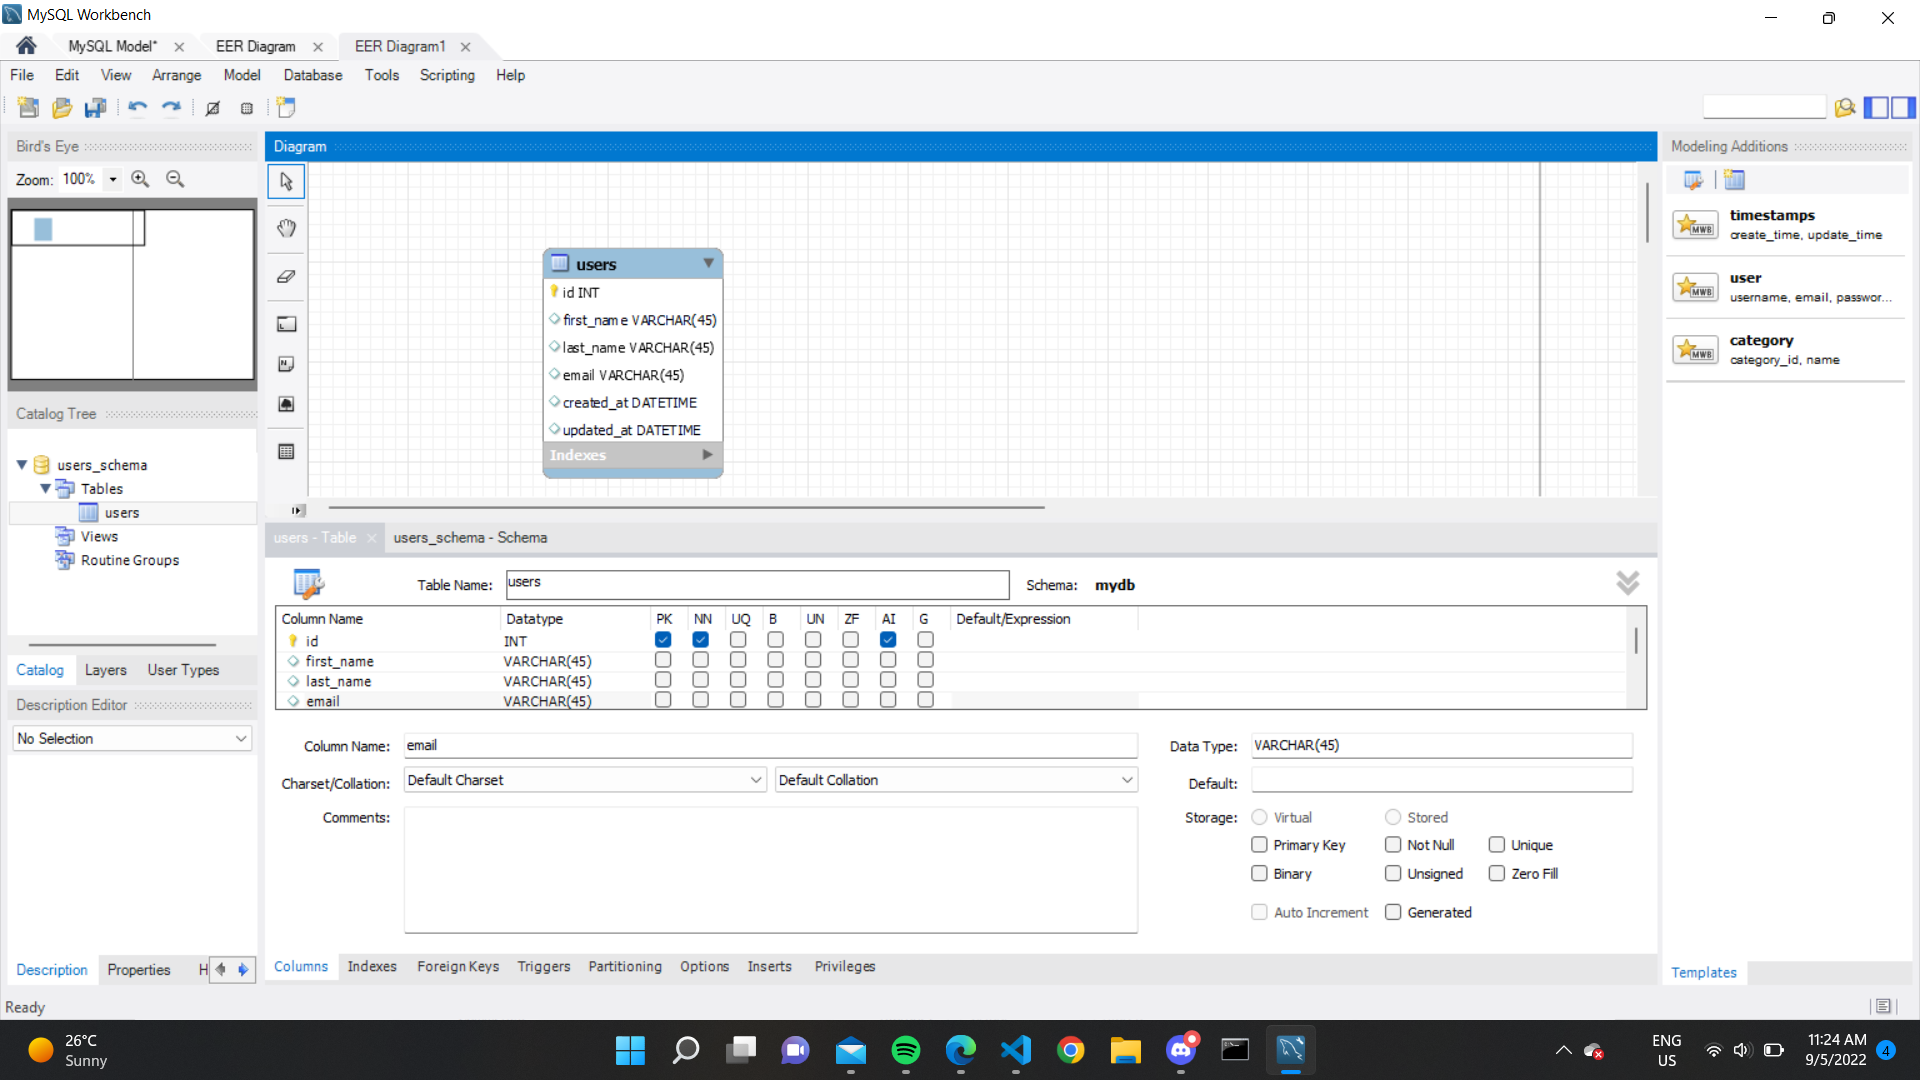 MySQL Workbench
MySQL Model*
EER Diagram
EER Diagram1
File Edit View Arrange Model Database Tools Scripting Help
Bird's Eye
Zoom: 100%
Catalog Tree
users_schema
Tables
users
Views
Routine Groups
Catalog Layers User Types
Description Editor
No Selection
Description Properties H
Ready
Diagram
users
id INT
first_name VARCHAR(45)
last_name VARCHAR(45)
email VARCHAR(45)
created_at DATETIME
updated_at DATETIME
Indexes
users - Table
users_schema - Schema
Table Name: users Schema: mydb
Column Name Datatype PK NN UQ B UN ZF AI G Default/Expression
id INT
first_name VARCHAR(45)
last_name VARCHAR(45)
email VARCHAR(45)
Column Name: email
Data Type: VARCHAR(45)
Charset/Collation: Default Charset Default Collation
Default:
Comments:
Storage: Virtual Stored
Primary Key Not Null Unique
Binary Unsigned Zero Fill
Auto Increment Generated
Columns Indexes Foreign Keys Triggers Partitioning Options Inserts Privileges
Modeling Additions
timestamps
create_time, update_time
user
username, email, passwor...
category
category_id, name
MWB
MWB
MWB
Templates
26°C
Sunny
ENG
US
11:24 AM
9/5/2022
4